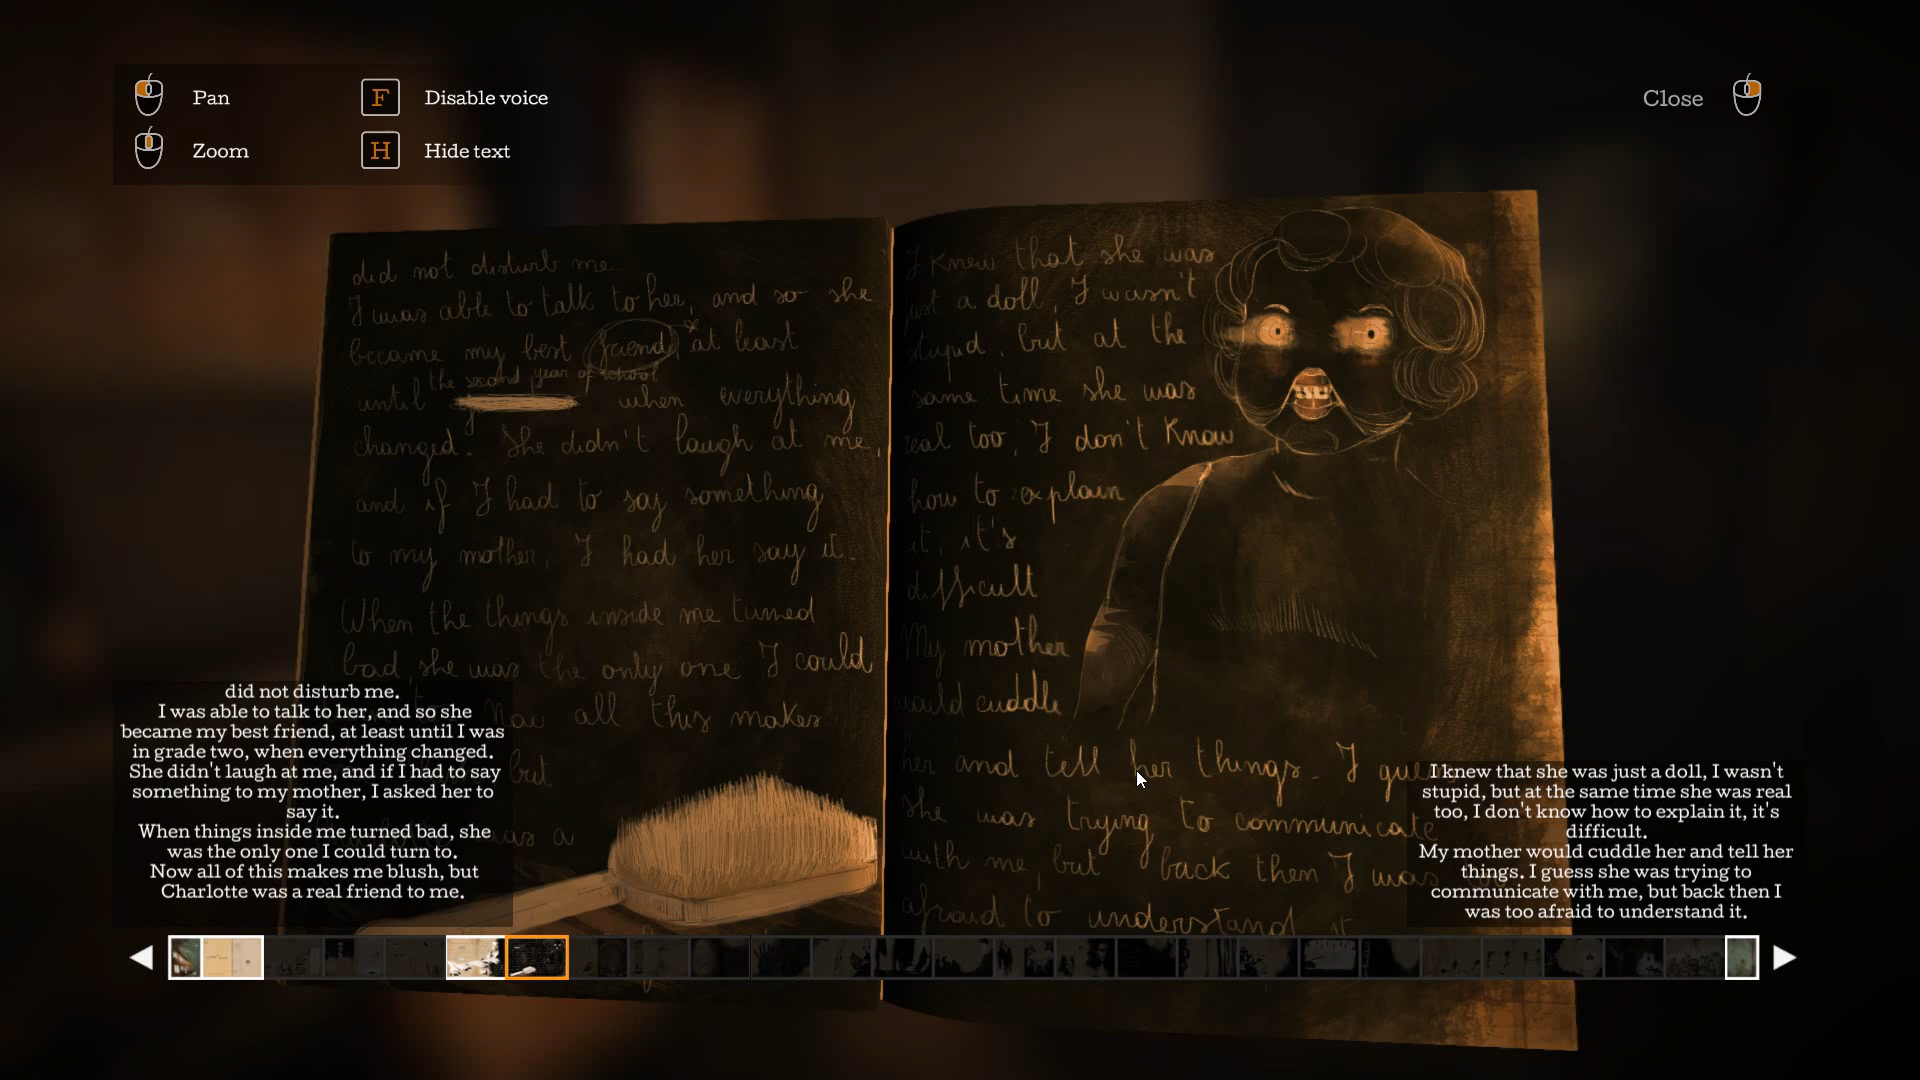 Pan
F
Disable voice
Zoom
H
Hide text
Close
did not disturb me
I was able to talk to her, and so she
became my best friend, at least
the second year of school
until when everything
changed. She didn't laugh at me,
and if I had to say something
to my mother, I had her say it.
When the things inside me turned
bad, she was the only one I could
Now all this makes
but
was a
I knew that she was
just a doll, I wasn't
stupid, but at the
same time she was
real too, I don't know
how to explain
it, it's
difficult
My mother
would cuddle
her and tell her things. I gue
she was trying to communicate
with me, but back then I was
afraid to understand it
did not disturb me.
I was able to talk to her, and so she
became my best friend, at least until I was
in grade two, when everything changed.
She didn't laugh at me, and if I had to say
something to my mother, I asked her to
say it.
When things inside me turned bad, she
was the only one I could turn to.
Now all of this makes me blush, but
Charlotte was a real friend to me.
I knew that she was just a doll, I wasn't
stupid, but at the same time she was real
too, I don't know how to explain it, it's
difficult.
My mother would cuddle her and tell her
things. I guess she was trying to
communicate with me, but back then I
was too afraid to understand it.